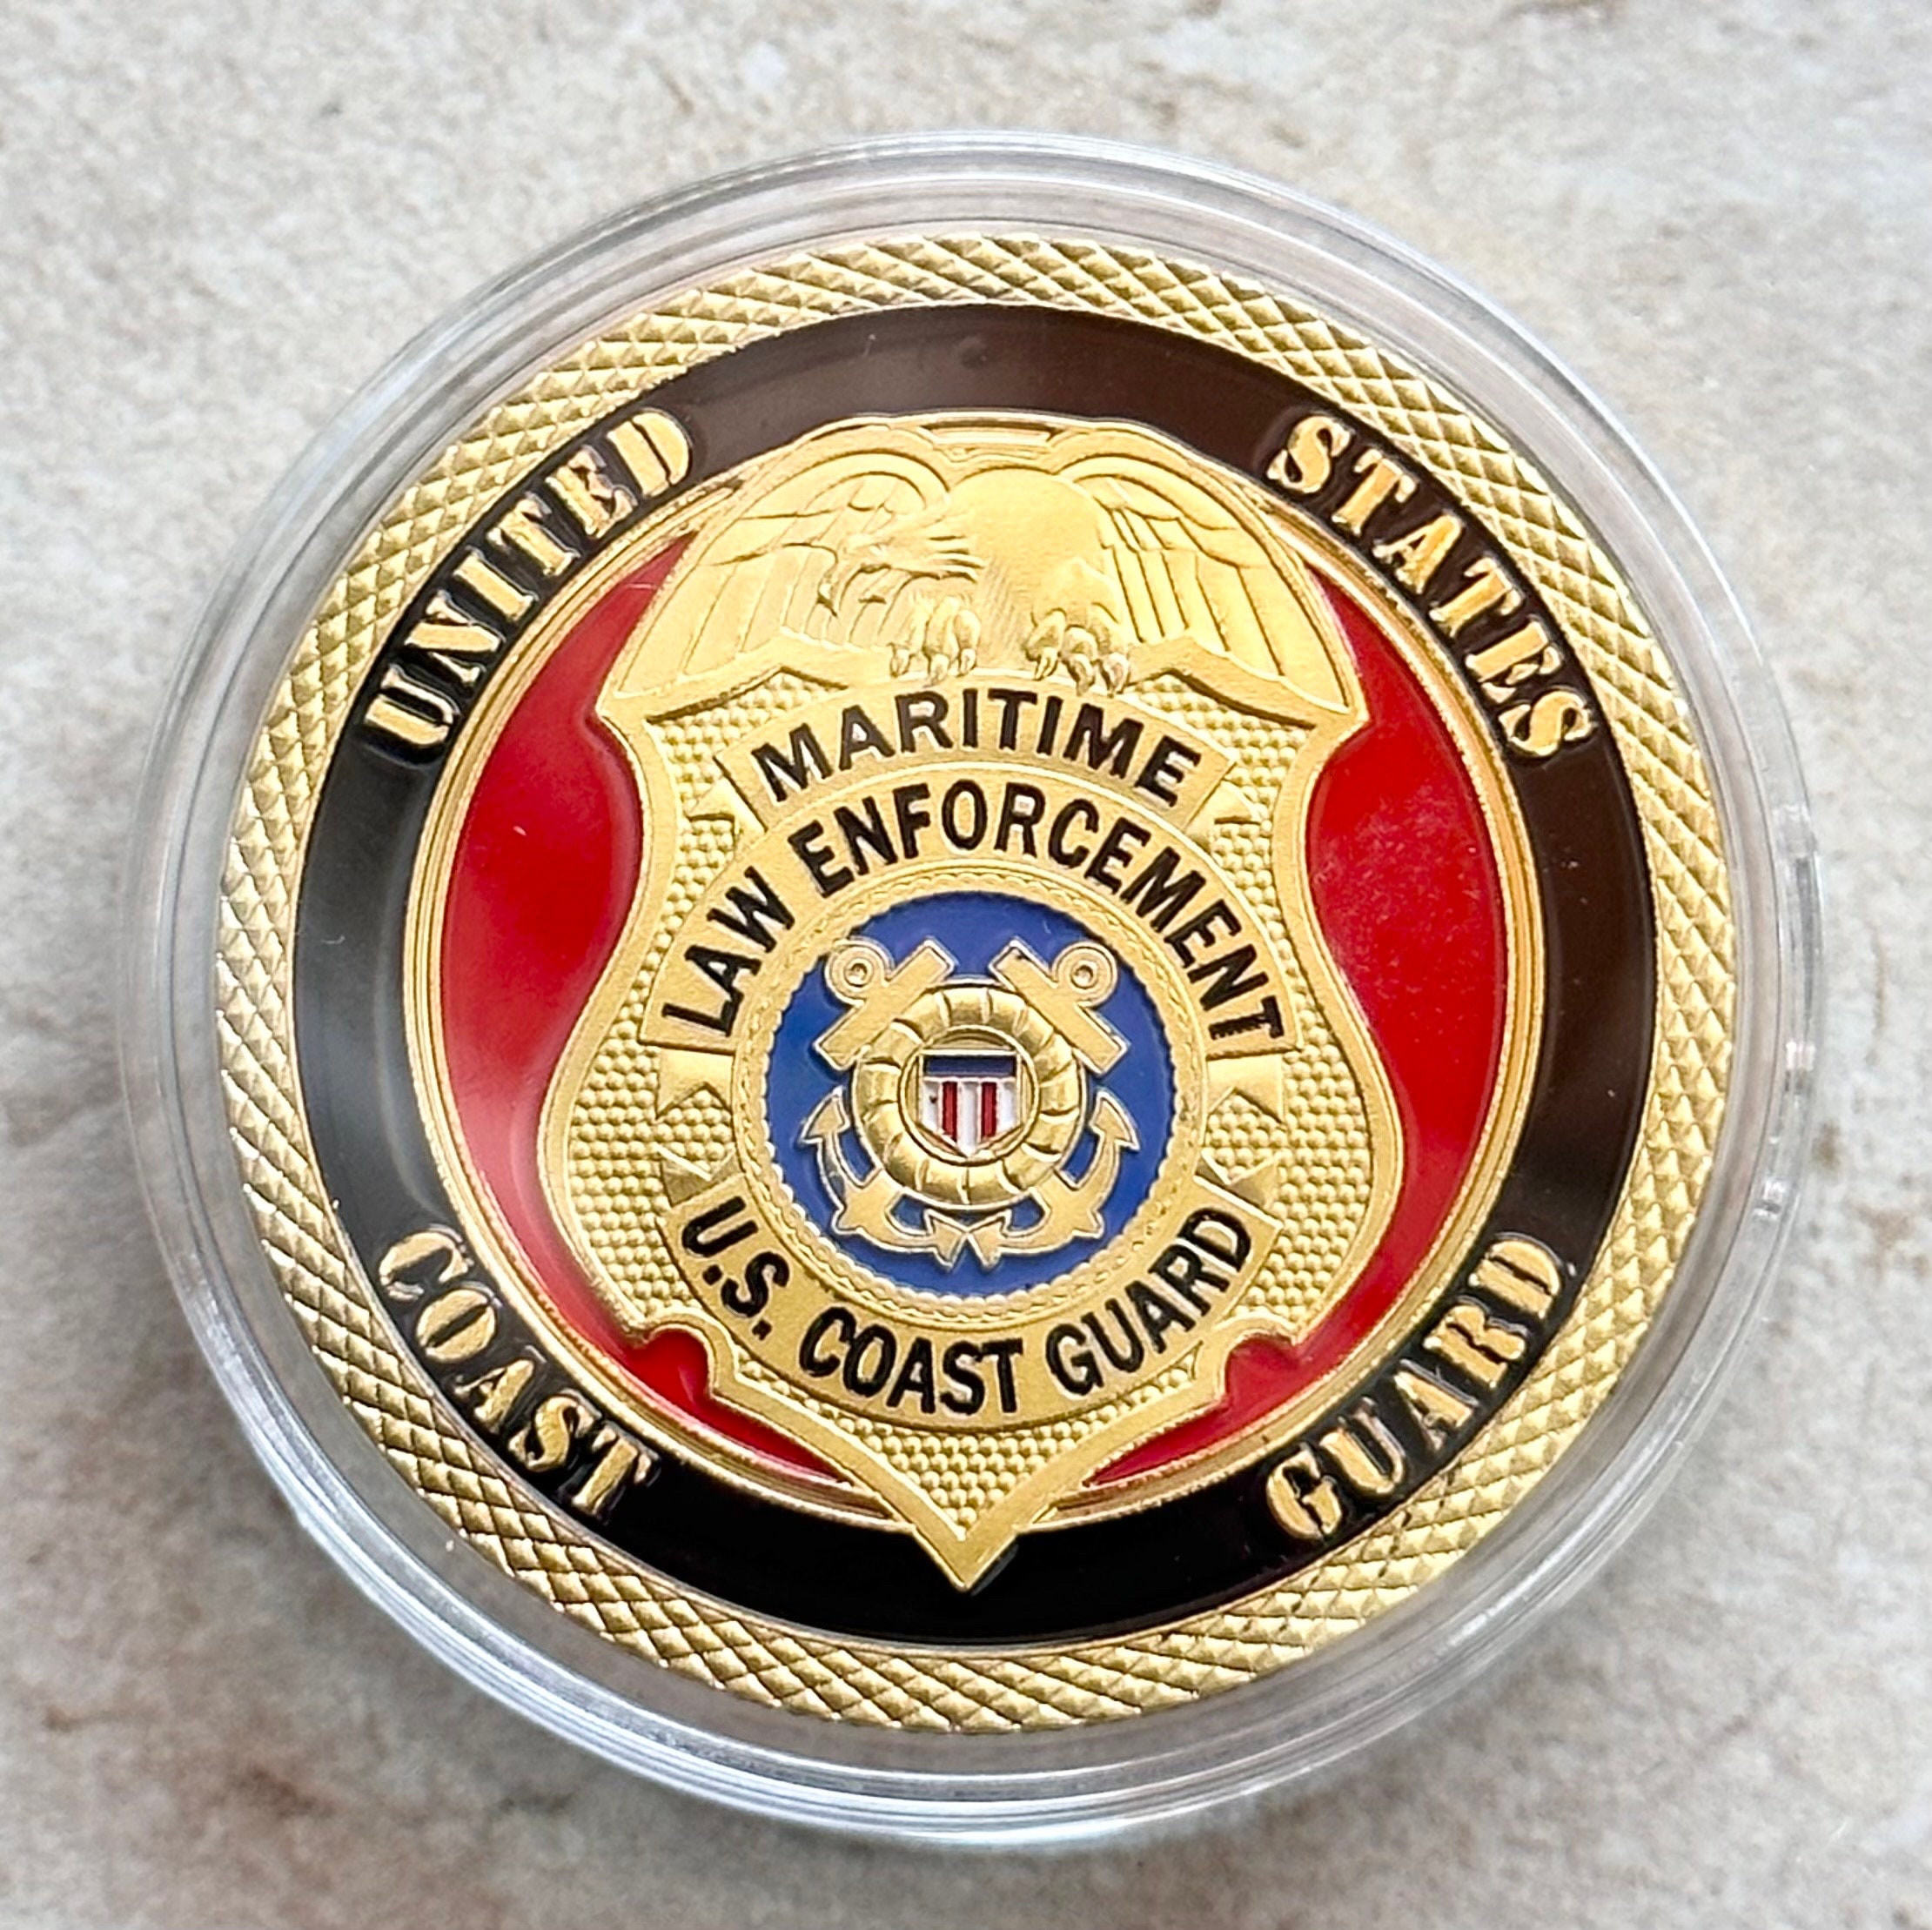 UNITED STATES
MARITIME
LAW ENFORCEMENT
U.S. COAST GUARD
COAST GUARD